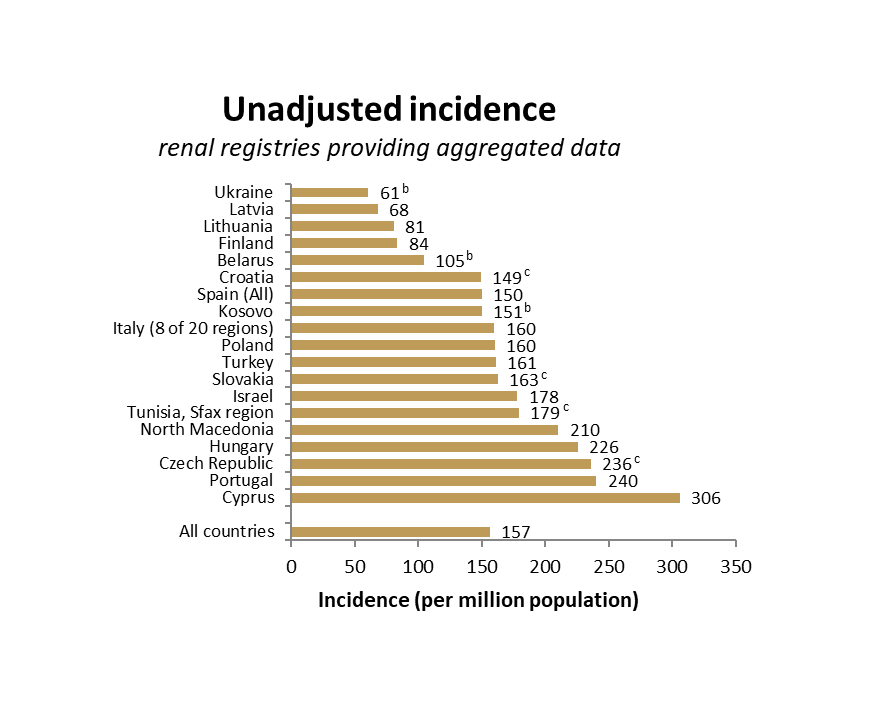 Unadjusted incidence
renal registries providing aggregated data
Ukraine 61 b
Latvia 68
Lithuania 81
Finland 84
Belarus 105 b
Croatia 149 c
Spain (All) 150
Kosovo 151 b
Italy (8 of 20 regions) 160
Poland 160
Turkey 161
Slovakia 163 c
Israel 178
Tunisia, Sfax region 179 c
North Macedonia 210
Hungary 226
Czech Republic 236 c
Portugal 240
Cyprus 306
All countries 157
0 50 100 150 200 250 300 350
Incidence (per million population)